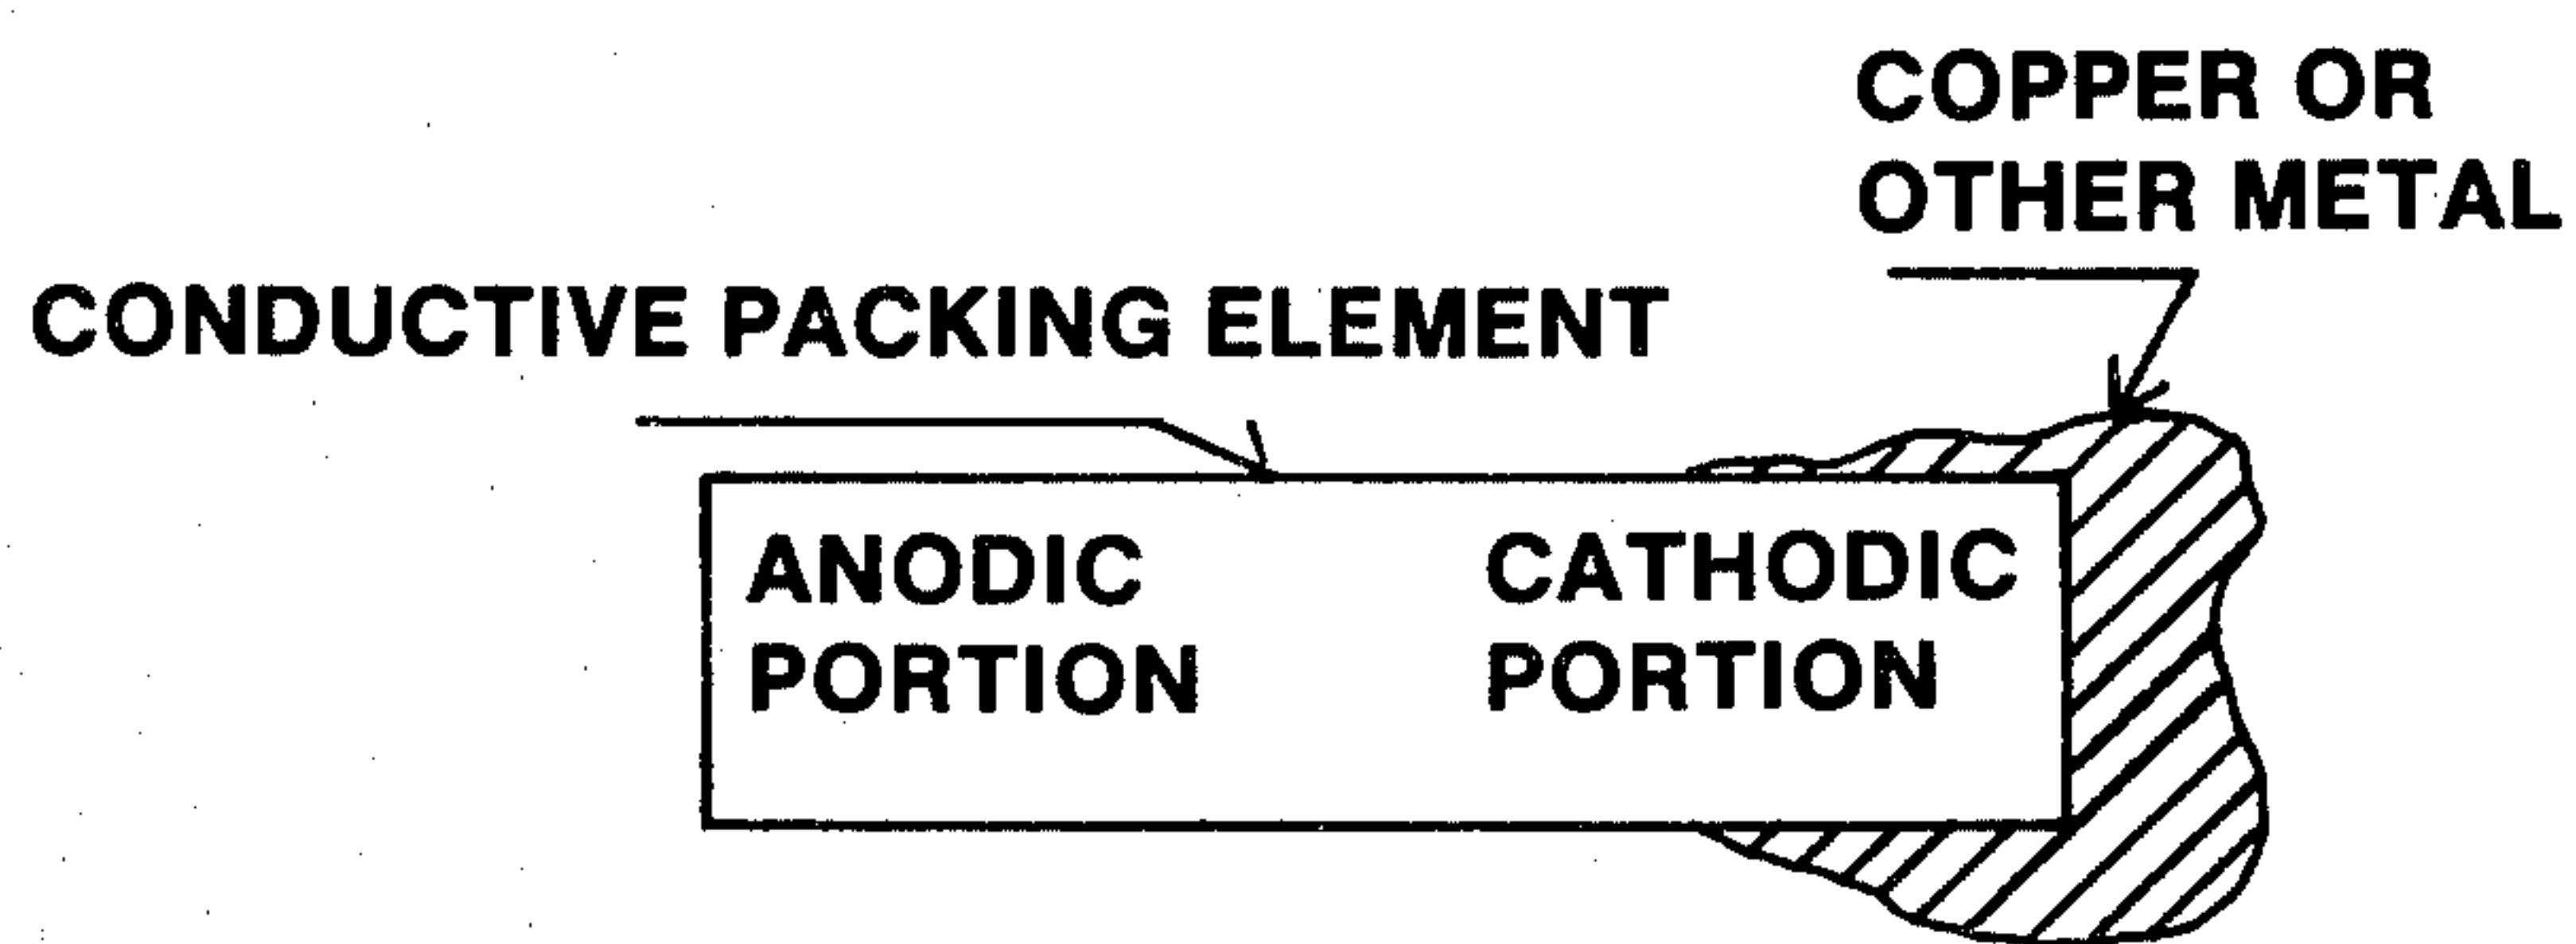 COPPER OR
OTHER METAL
CONDUCTIVE PACKING ELEMENT
ANODIC
PORTION
CATHODIC
PORTION